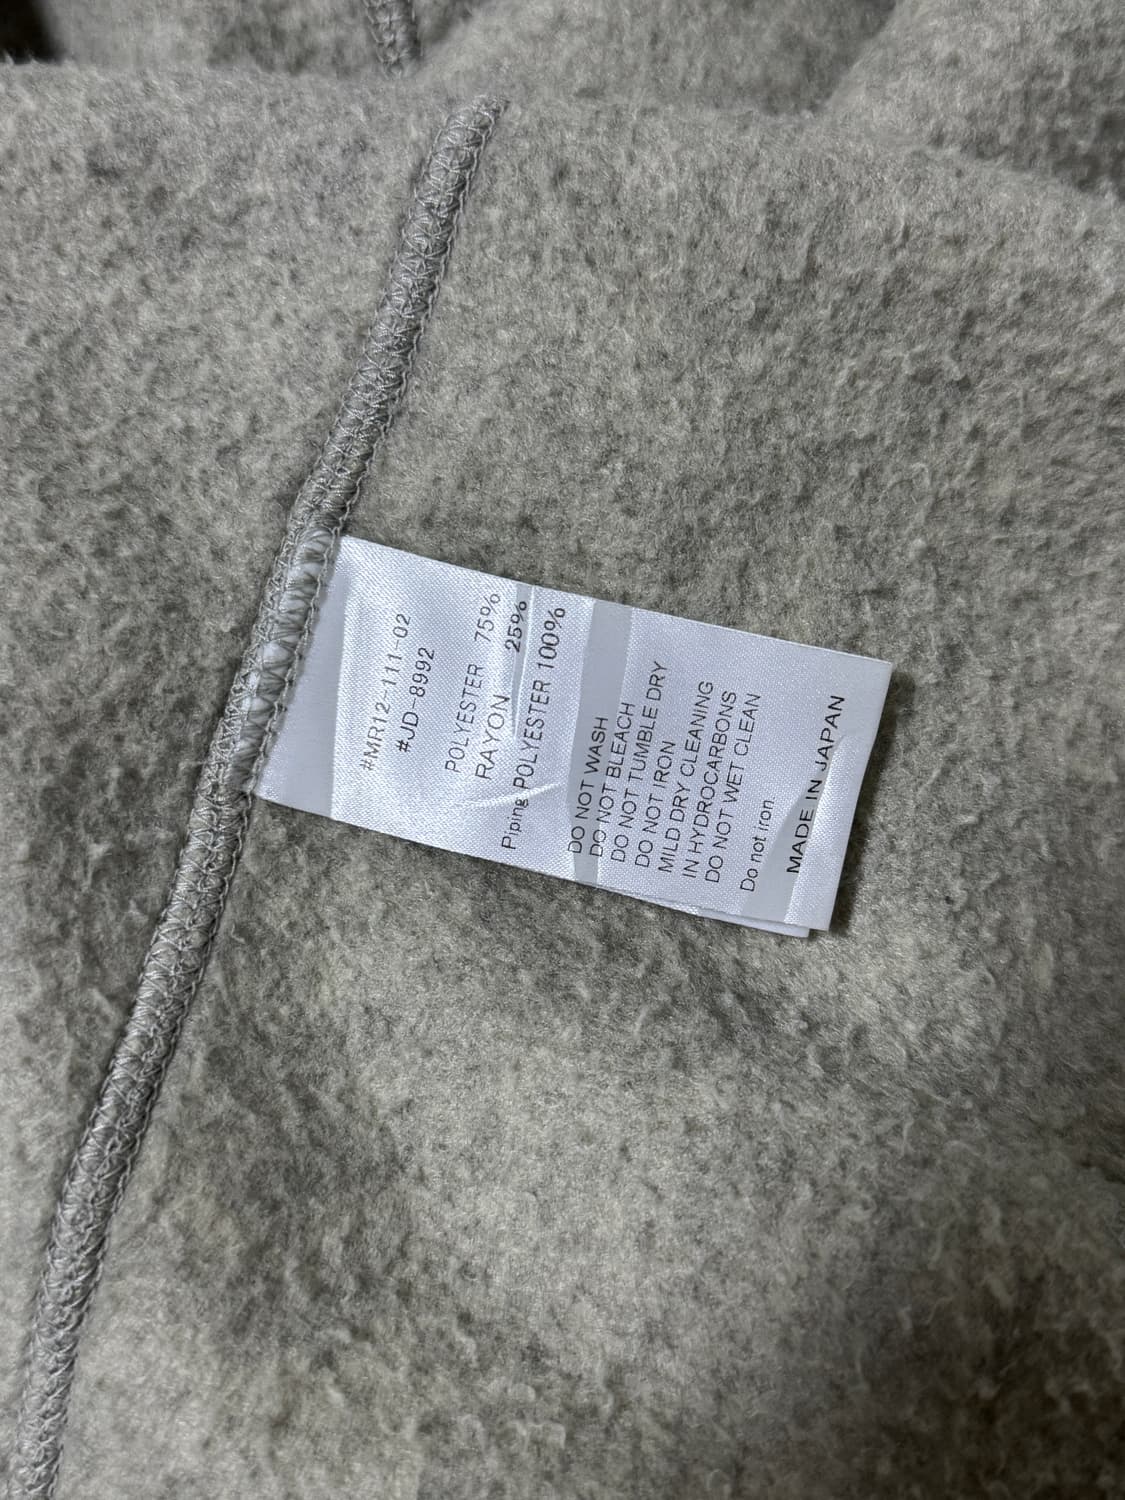 #MR12-111-02
#JD-8992
POLYESTER 75%
RAYON 25%
Piping POLYESTER 100%
DO NOT WASH
DO NOT BLEACH
DO NOT TUMBLE DRY
DO NOT IRON
MILD DRY CLEANING
IN HYDROCARBONS
DO NOT WET CLEAN
Do not iron
MADE IN JAPAN